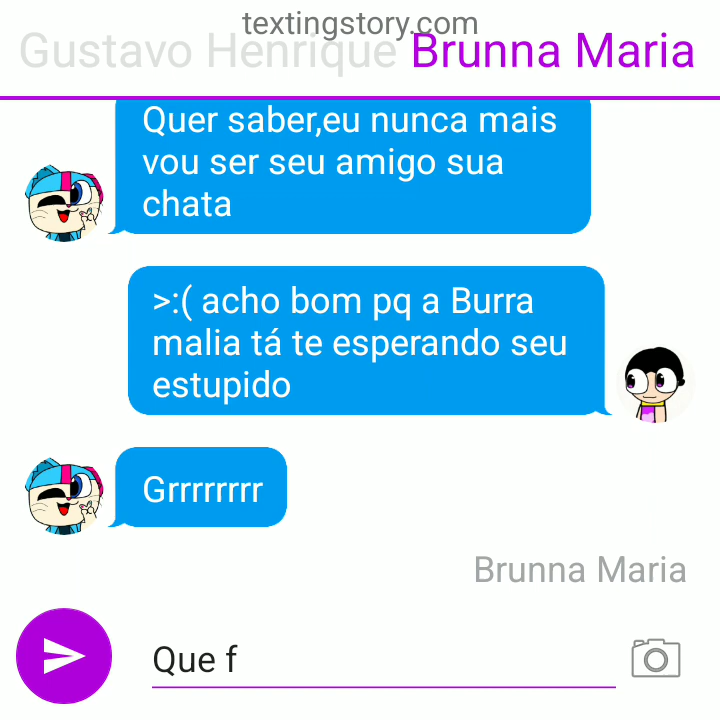 textingstory.com
Gustavo Henrique Brunna Maria
Quer saber,eu nunca mais
vou ser seu amigo sua
chata
>:( acho bom pq a Burra
malia tá te esperando seu
estupido
Grrrrrrrr
Brunna Maria
Que f